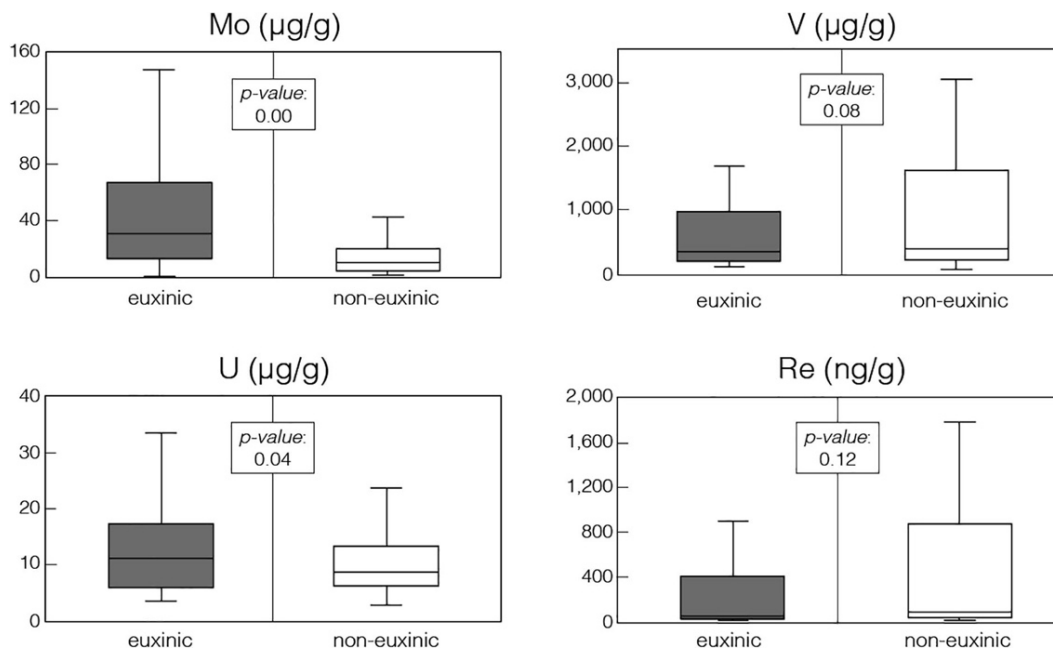 Mo (µg/g)
160
120
80
40
0
p-value:
0.00
euxinic
non-euxinic
V (µg/g)
3,000
2,000
1,000
0
p-value:
0.08
euxinic
non-euxinic
U (µg/g)
40
30
20
10
0
p-value:
0.04
euxinic
non-euxinic
Re (ng/g)
2,000
1,600
1,200
800
400
0
p-value:
0.12
euxinic
non-euxinic